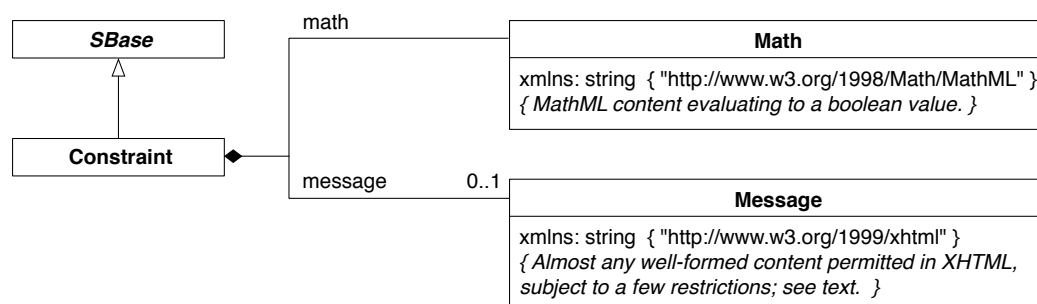 SBase
Constraint
math
Math
xmlns: string { "http://www.w3.org/1998/Math/MathML" }
{ MathML content evaluating to a boolean value. }
message 0..1
Message
xmlns: string { "http://www.w3.org/1999/xhtml" }
{ Almost any well-formed content permitted in XHTML,
subject to a few restrictions; see text. }